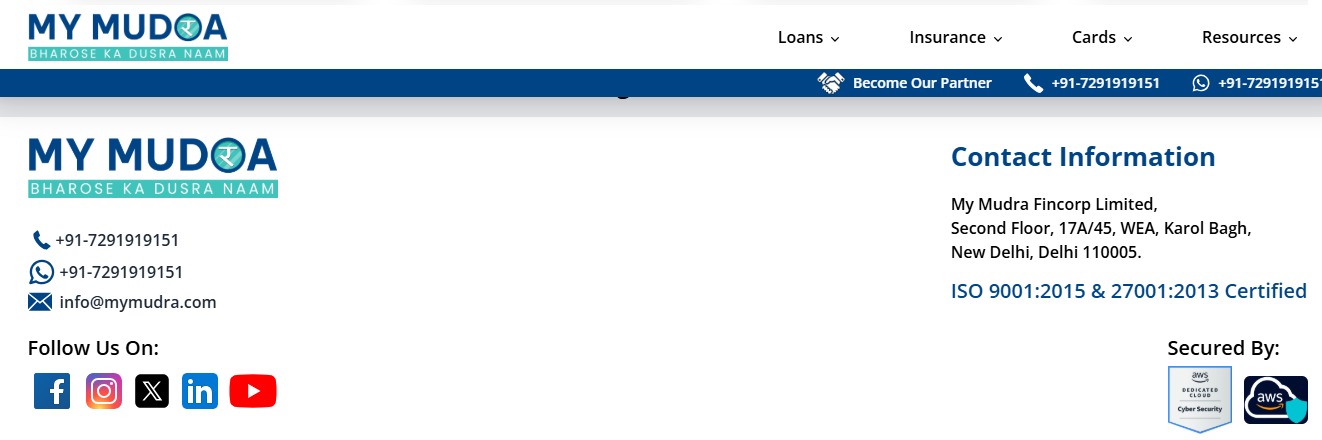 MY MUDRA
BHAROSE KA DUSRA NAAM
Loans
Insurance
Cards
Resources
Become Our Partner
+91-7291919151
+91-7291919151
MY MUDRA
BHAROSE KA DUSRA NAAM
+91-7291919151
+91-7291919151
info@mymudra.com
Follow Us On:
Contact Information
My Mudra Fincorp Limited,
Second Floor, 17A/45, WEA, Karol Bagh,
New Delhi, Delhi 110005.
ISO 9001:2015 & 27001:2013 Certified
Secured By:
aws
DEDICATED
CLOUD
Cyber Security
aws